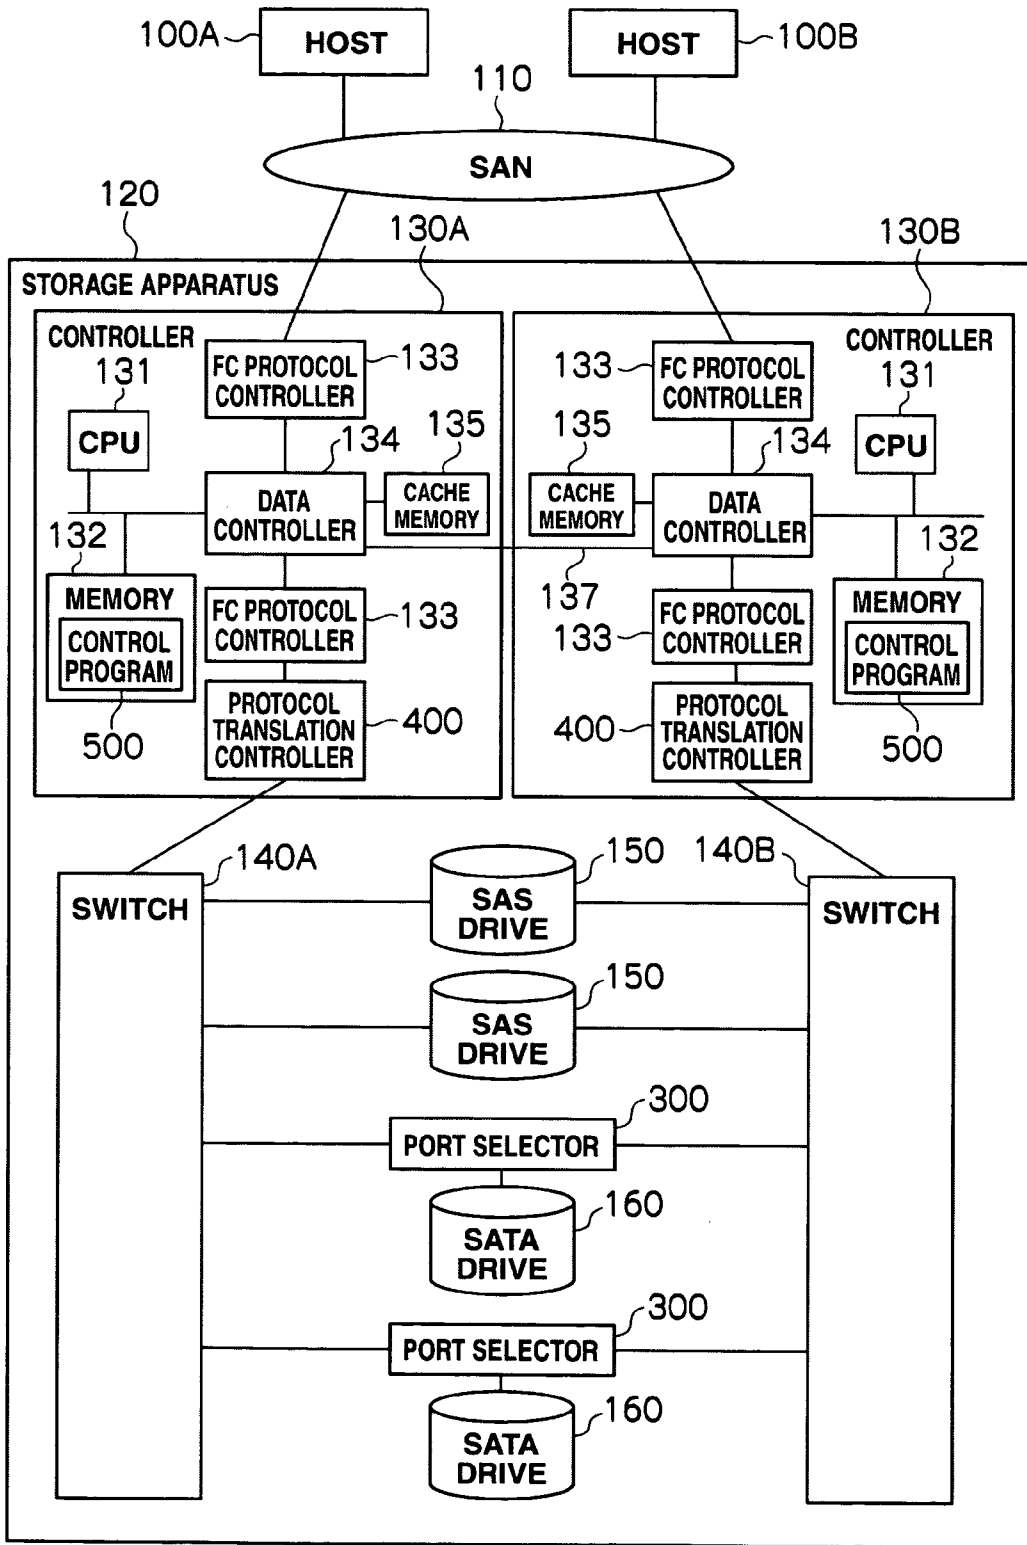 100A
HOST
HOST
100B
110
SAN
120
130A
130B
STORAGE APPARATUS
CONTROLLER
131
CPU
FC PROTOCOL
CONTROLLER
133
134
135
DATA
CONTROLLER
CACHE
MEMORY
132
MEMORY
CONTROL
PROGRAM
500
FC PROTOCOL
CONTROLLER
133
PROTOCOL
TRANSLATION
CONTROLLER
400
133
FC PROTOCOL
CONTROLLER
CONTROLLER
131
CPU
135
CACHE
MEMORY
134
DATA
CONTROLLER
137
132
MEMORY
CONTROL
PROGRAM
500
133
FC PROTOCOL
CONTROLLER
400
PROTOCOL
TRANSLATION
CONTROLLER
140A
SWITCH
150
SAS
DRIVE
140B
SWITCH
150
SAS
DRIVE
300
PORT SELECTOR
160
SATA
DRIVE
300
PORT SELECTOR
160
SATA
DRIVE